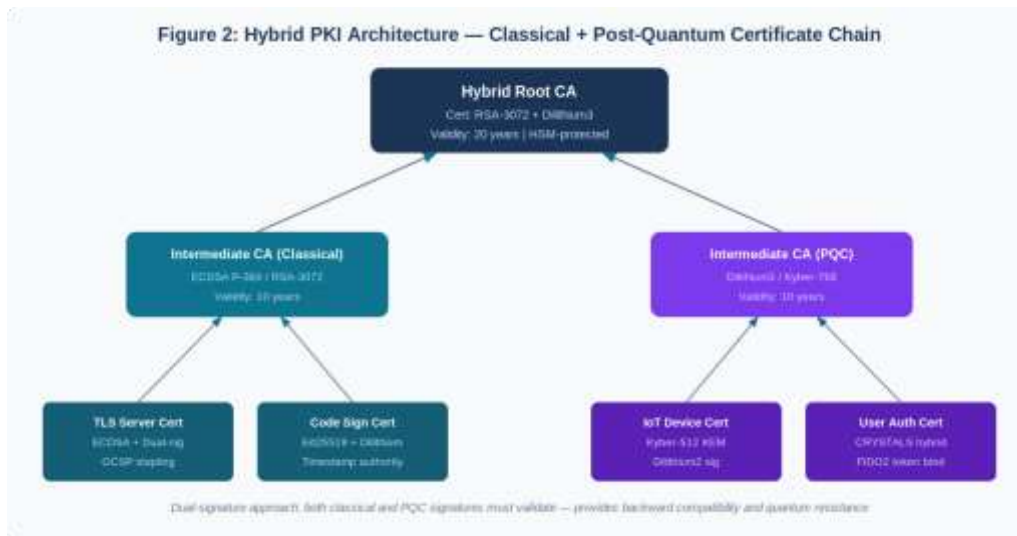 Figure 2: Hybrid PKI Architecture — Classical + Post-Quantum Certificate Chain
Hybrid Root CA
Cert: RSA-3072 + Dilithium3
Validity: 20 years | HSM-protected
Intermediate CA (Classical)
ECDSA P-384 / RSA-3072
Validity: 10 years
Intermediate CA (PQC)
Dilithium3 / Kyber-768
Validity: 10 years
TLS Server Cert
ECDSA + Dual-sig
OCSP stapling
Code Sign Cert
Ed25519 + Dilithium
Timestamp authority
IoT Device Cert
Kyber-512 KEM
Dilithium2 sig
User Auth Cert
CRYSTALS hybrid
FIDO2 token
Dual-signature approach: both classical and PQC signatures must validate — provides backward compatibility and quantum resistance